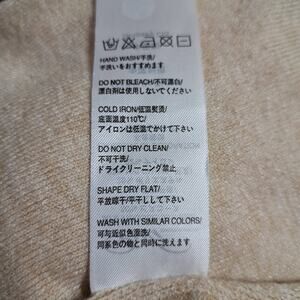 HAND WASH/手洗/
手洗いをおすすめます
DO NOT BLEACH/不可漂白/
漂白剤は使用しないでください
COLD IRON/低温熨烫/
底面温度110℃/
アイロンは低温でかけて下さい
DO NOT DRY CLEAN/
不可干洗/
ドライクリーニング禁止
SHAPE DRY FLAT/
平放晾干/平干しして下さい
WASH WITH SIMILAR COLORS/
可与近似色混洗/
同系色の物と同時に洗えます